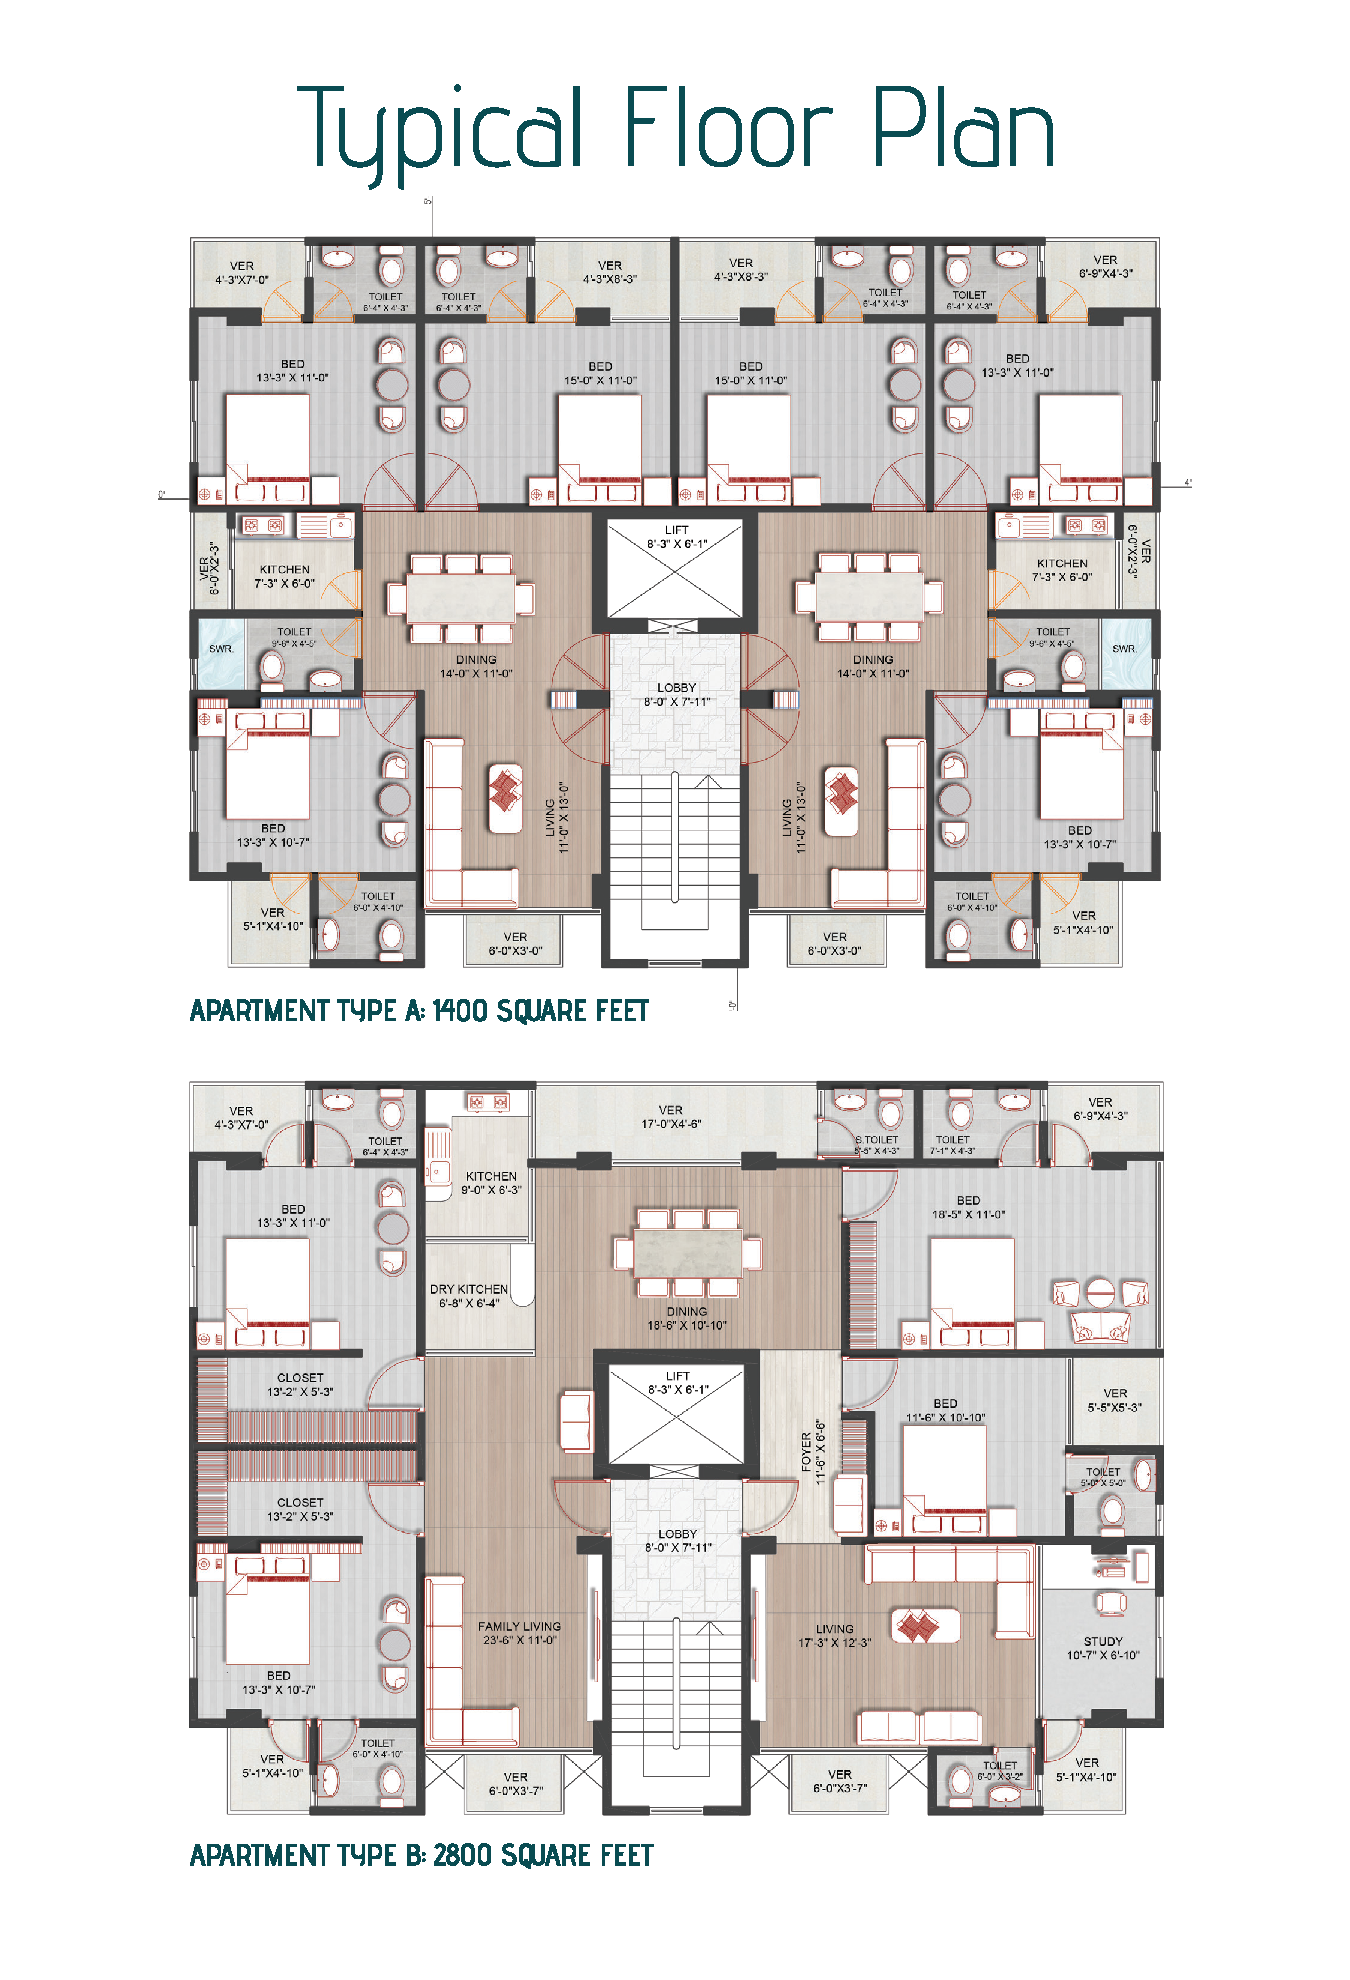 Typical Floor Plan
5'
VER
4'-3"X7'-0"
TOILET
6'-4" X 4'-3"
TOILET
6'-4" X 4'-3"
VER
4'-3"X8'-3"
VER
4'-3"X8'-3"
TOILET
6'-4" X 4'-3"
TOILET
6'-4" X 4'-3"
VER
6'-9"X4'-3"
BED
13'-3" X 11'-0"
BED
15'-0" X 11'-0"
BED
15'-0" X 11'-0"
BED
13'-3" X 11'-0"
4"
VER
6'-0"X2'-3"
KITCHEN
7'-3" X 6'-0"
LIFT
8'-3" X 6'-1"
KITCHEN
7'-3" X 6'-0"
VER
6'-0"X2'-3"
SWR.
TOILET
9'-6" X 4'-5"
DINING
14'-0" X 11'-0"
LOBBY
8'-0" X 7'-11"
DINING
14'-0" X 11'-0"
TOILET
9'-6" X 4'-5"
SWR.
BED
13'-3" X 10'-7"
LIVING
11'-0" X 13'-0"
LIVING
11'-0" X 13'-0"
BED
13'-3" X 10'-7"
VER
5'-1"X4'-10"
TOILET
6'-0" X 4'-10"
VER
6'-0"X3'-0"
VER
6'-0"X3'-0"
TOILET
6'-0" X 4'-10"
VER
5'-1"X4'-10"
APARTMENT TYPE A: 1400 SQUARE FEET
VER
4'-3"X7'-0"
TOILET
6'-4" X 4'-3"
KITCHEN
9'-0" X 6'-3"
VER
17'-0"X4'-6"
S.TOILET
5'-5" X 4'-3"
TOILET
7'-1" X 4'-3"
VER
6'-9"X4'-3"
BED
13'-3" X 11'-0"
DRY KITCHEN
6'-8" X 6'-4"
DINING
18'-6" X 10'-10"
BED
18'-5" X 11'-0"
CLOSET
13'-2" X 5'-3"
LIFT
8'-3" X 6'-1"
FOYER
11'-6" X 6'-6"
BED
11'-6" X 10'-10"
VER
5'-5"X5'-3"
CLOSET
13'-2" X 5'-3"
LOBBY
8'-0" X 7'-11"
TOILET
5'-0" X 5'-0"
BED
13'-3" X 10'-7"
FAMILY LIVING
23'-6" X 11'-0"
LIVING
17'-3" X 12'-3"
STUDY
10'-7" X 6'-10"
VER
5'-1"X4'-10"
TOILET
6'-0" X 4'-10"
VER
6'-0"X3'-7"
VER
6'-0"X3'-7"
TOILET
6'-0" X 3'-2"
VER
5'-1"X4'-10"
APARTMENT TYPE B: 2800 SQUARE FEET